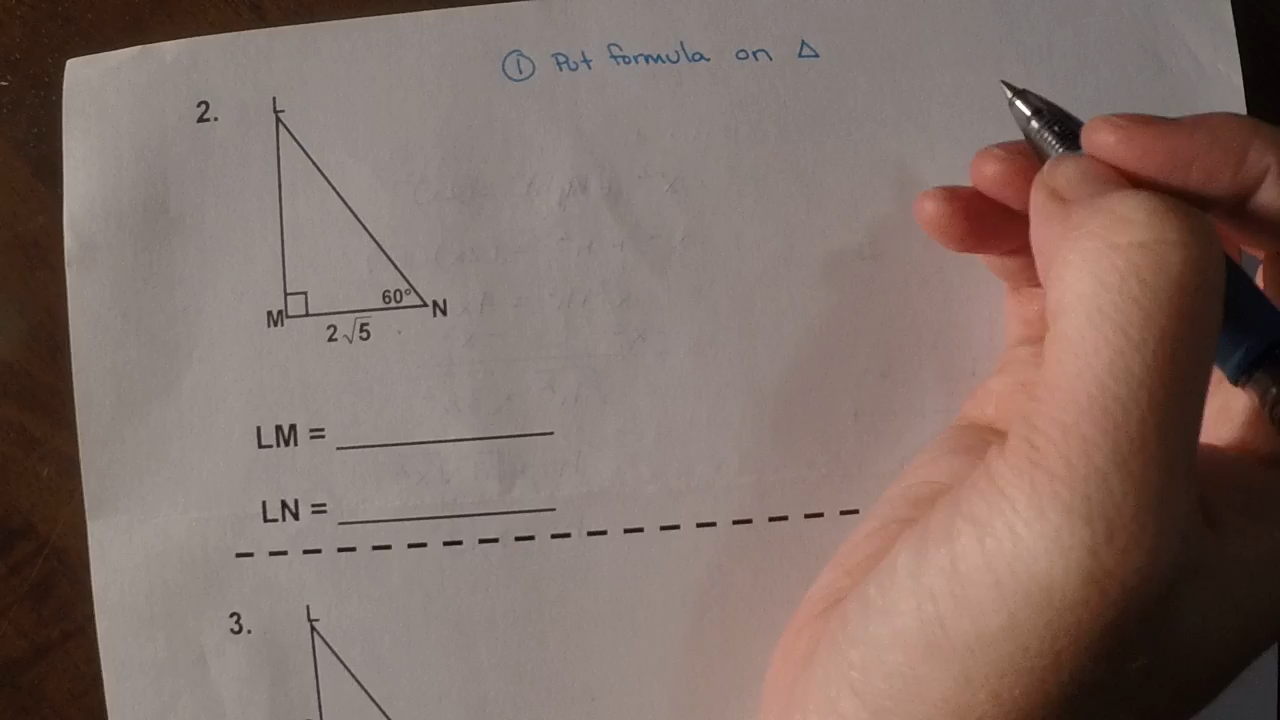 ① Put formula on △
2.
L
60°
M
N
2√5
LM =
LN =
3.
L